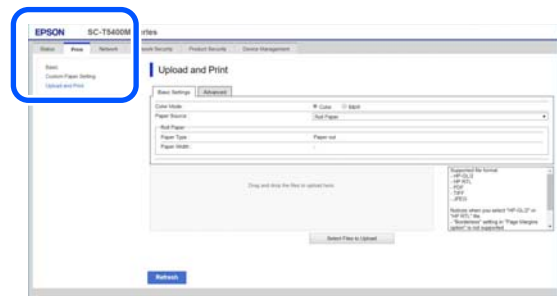 EPSON SC-T5400M
Status Print Network Network Security Product Security Device Management
Basic
Custom Paper Setting
Upload and Print
Upload and Print
Basic Settings Advanced
Color Mode Color B&W
Paper Source Roll Paper
Roll Paper
Paper Type Paper out
Paper Width -
Drag and drop the files to upload here.
Supported file format
- HP-GL/2
- HP RTL
- PDF
- TIFF
- JPEG
Notices when you select "HP-GL/2" or
"HP RTL" file.
- "Borderless" setting in "Page Margins
option" is not supported
Select Files to Upload
Refresh